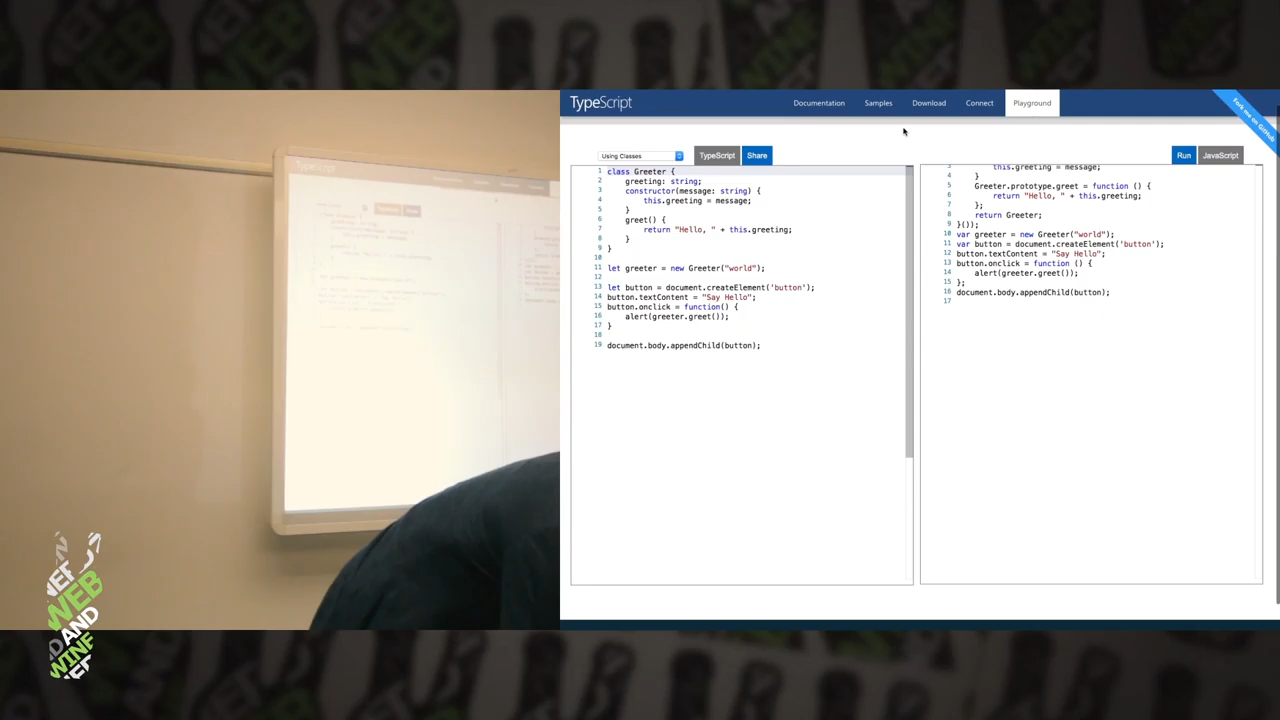 TypeScript
Documentation
Samples
Download
Connect
Playground
Fork me on GitHub
Using Classes
TypeScript
Share
Run
JavaScript
1 class Greeter {
2 greeting: string;
3 constructor(message: string) {
4 this.greeting = message;
5 }
6 greet() {
7 return "Hello, " + this.greeting;
8 }
9 }
10
11 let greeter = new Greeter("world");
12
13 let button = document.createElement('button');
14 button.textContent = "Say Hello";
15 button.onclick = function() {
16 alert(greeter.greet());
17 }
18
19 document.body.appendChild(button);
3 this.greeting = message;
4 }
5 Greeter.prototype.greet = function () {
6 return "Hello, " + this.greeting;
7 };
8 return Greeter;
9 }());
10 var greeter = new Greeter("world");
11 var button = document.createElement('button');
12 button.textContent = "Say Hello";
13 button.onclick = function () {
14 alert(greeter.greet());
15 };
16 document.body.appendChild(button);
17
TypeScript
WEB
AND
WINE